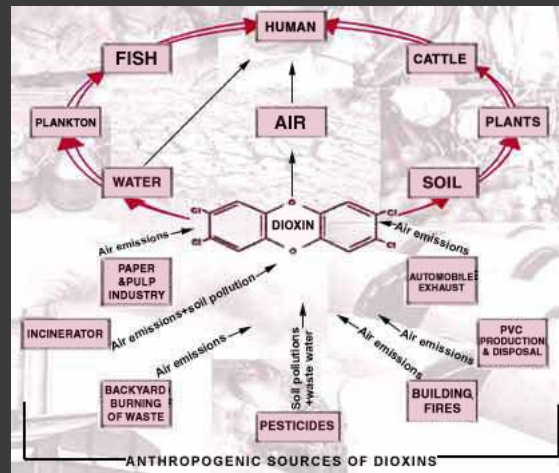 HUMAN
FISH
CATTLE
PLANKTON
AIR
PLANTS
WATER
SOIL
Cl
Cl
O
DIOXIN
O
Cl
Cl
Air emissions
Air emissions
PAPER
&PULP
INDUSTRY
AUTOMOBILE
EXHAUST
INCINERATOR
Air emissions+soil pollution
Air emissions
PVC
PRODUCTION
& DISPOSAL
Air emissions
Soil pollutions
+waste water
Air emissions
BACKYARD
BURNING
OF WASTE
PESTICIDES
BUILDING,
FIRES
ANTHROPOGENIC SOURCES OF DIOXINS